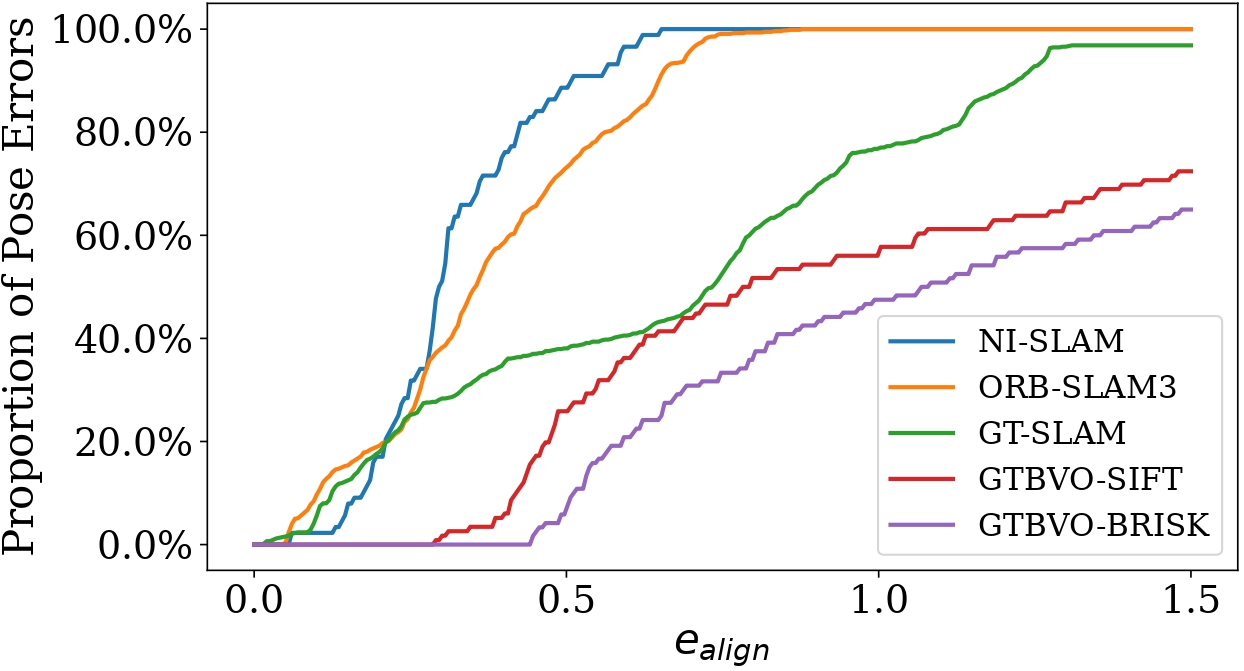 Proportion of Pose Errors
100.0%
80.0%
60.0%
40.0%
20.0%
0.0%
0.0 0.5 1.0 1.5
e_align
NI-SLAM
ORB-SLAM3
GT-SLAM
GTBVO-SIFT
GTBVO-BRISK